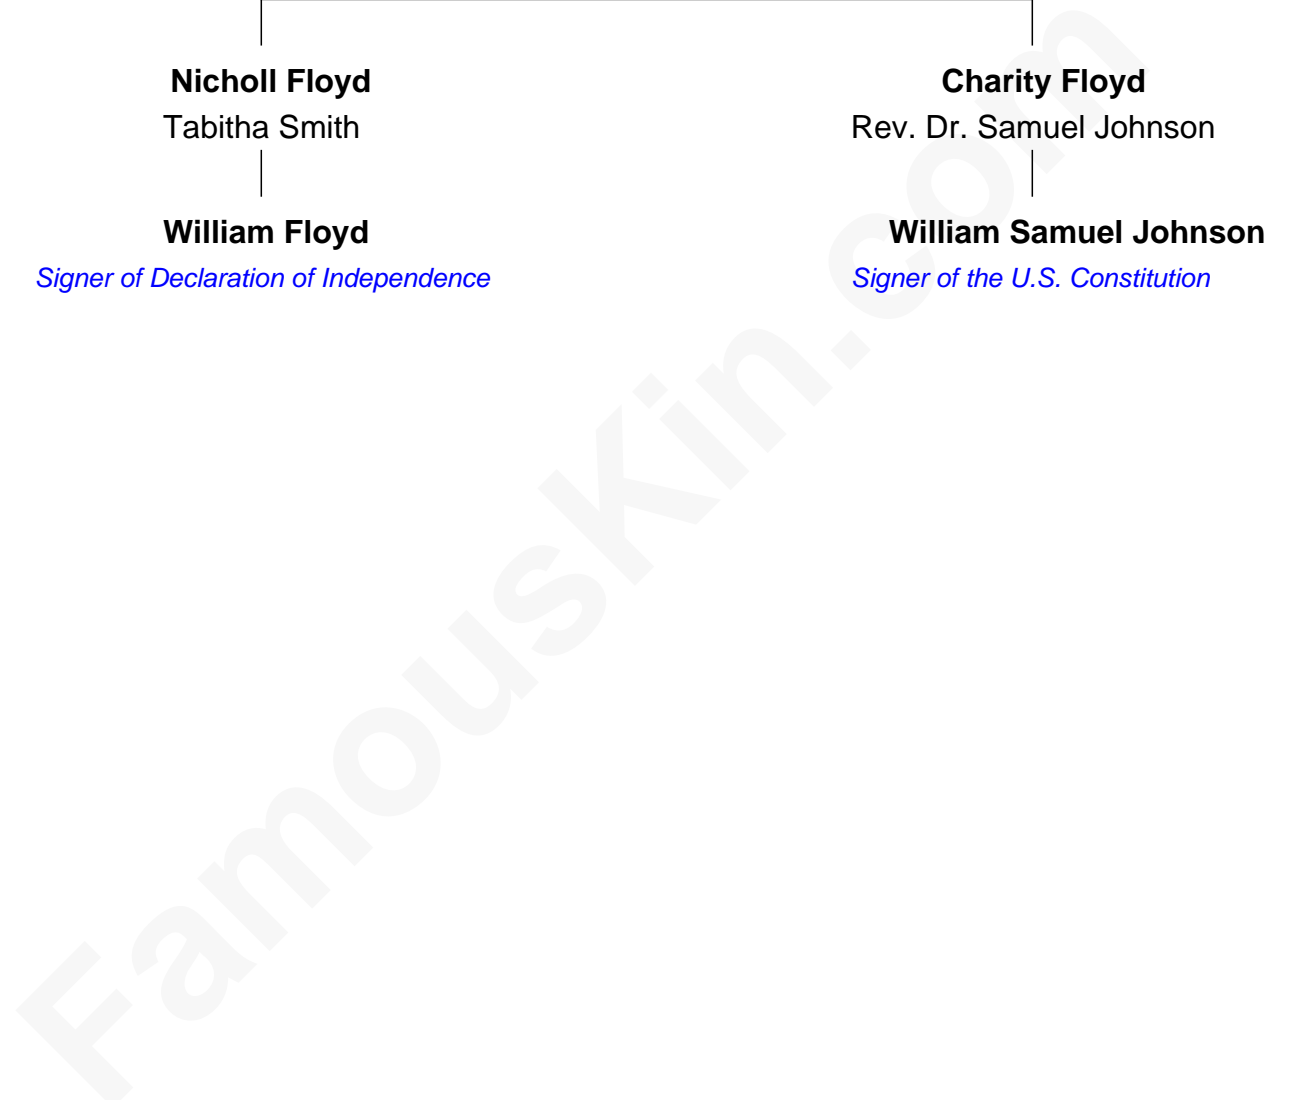 Nicholl Floyd
Tabitha Smith
William Floyd
Signer of Declaration of Independence
Charity Floyd
Rev. Dr. Samuel Johnson
William Samuel Johnson
Signer of the U.S. Constitution
FamousKin.com